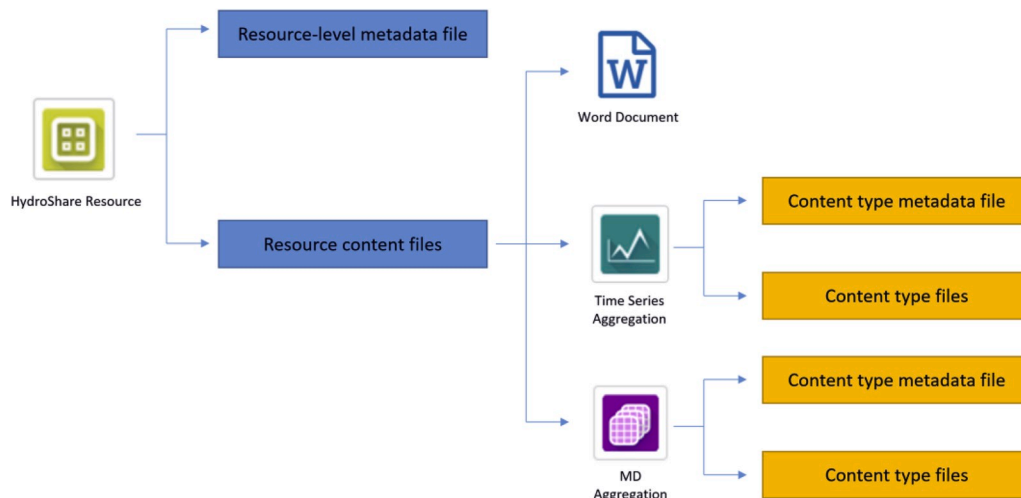 Resource-level metadata file
HydroShare Resource
Resource content files
W
Word Document
Time Series
Aggregation
Content type metadata file
Content type files
MD
Aggregation
Content type metadata file
Content type files